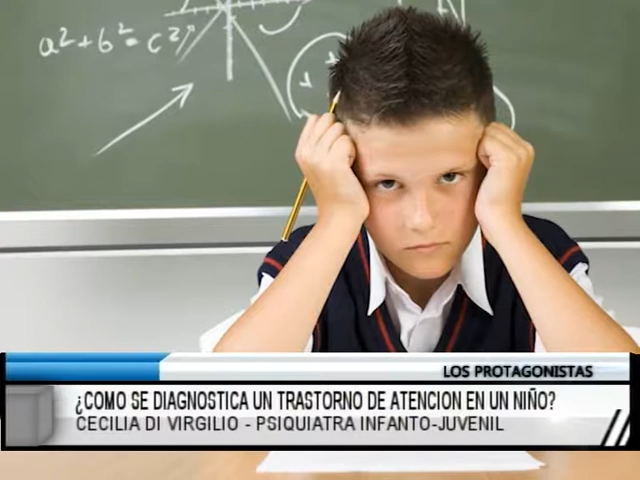 a²+b²=c²
LOS PROTAGONISTAS
¿COMO SE DIAGNOSTICA UN TRASTORNO DE ATENCION EN UN NIÑO?
CECILIA DI VIRGILIO - PSIQUIATRA INFANTO-JUVENIL